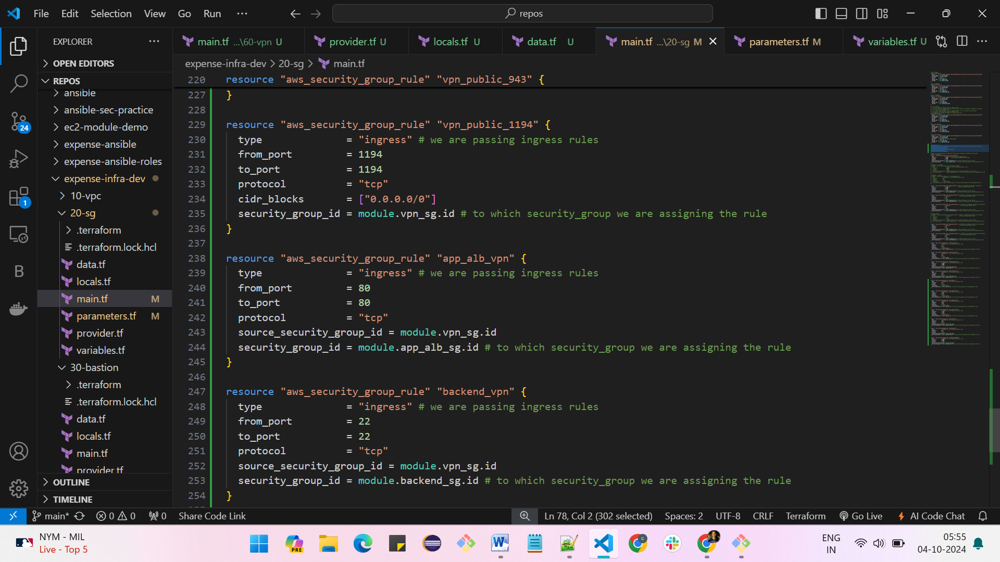 File Edit Selection View Go Run ...
repos
EXPLORER ...
OPEN EDITORS
REPOS
ansible
ansible-sec-practice
ec2-module-demo
expense-ansible
expense-ansible-roles
expense-infra-dev
10-vpc
20-sg
.terraform
.terraform.lock.hcl
data.tf
locals.tf
main.tf M
parameters.tf M
provider.tf
variables.tf
30-bastion
.terraform
.terraform.lock.hcl
data.tf
locals.tf
main.tf
provider.tf
OUTLINE
TIMELINE
24
1
B
main.tf ...\60-vpn U provider.tf U locals.tf U data.tf U main.tf ...\20-sg M parameters.tf M variables.tf U
expense-infra-dev > 20-sg > main.tf
220 resource "aws_security_group_rule" "vpn_public_943" {
227 }
228
229 resource "aws_security_group_rule" "vpn_public_1194" {
230 type = "ingress" # we are passing ingress rules
231 from_port = 1194
232 to_port = 1194
233 protocol = "tcp"
234 cidr_blocks = ["0.0.0.0/0"]
235 security_group_id = module.vpn_sg.id # to which security_group we are assigning the rule
236 }
237
238 resource "aws_security_group_rule" "app_alb_vpn" {
239 type = "ingress" # we are passing ingress rules
240 from_port = 80
241 to_port = 80
242 protocol = "tcp"
243 source_security_group_id = module.vpn_sg.id
244 security_group_id = module.app_alb_sg.id # to which security_group we are assigning the rule
245 }
246
247 resource "aws_security_group_rule" "backend_vpn" {
248 type = "ingress" # we are passing ingress rules
249 from_port = 22
250 to_port = 22
251 protocol = "tcp"
252 source_security_group_id = module.vpn_sg.id
253 security_group_id = module.backend_sg.id # to which security_group we are assigning the rule
254 }
main* 0 0 0 Share Code Link Ln 78, Col 2 (302 selected) Spaces: 2 UTF-8 CRLF Terraform Go Live AI Code Chat
NYM - MIL
Live - Top 5
PRE
ENG
IN
05:55
04-10-2024